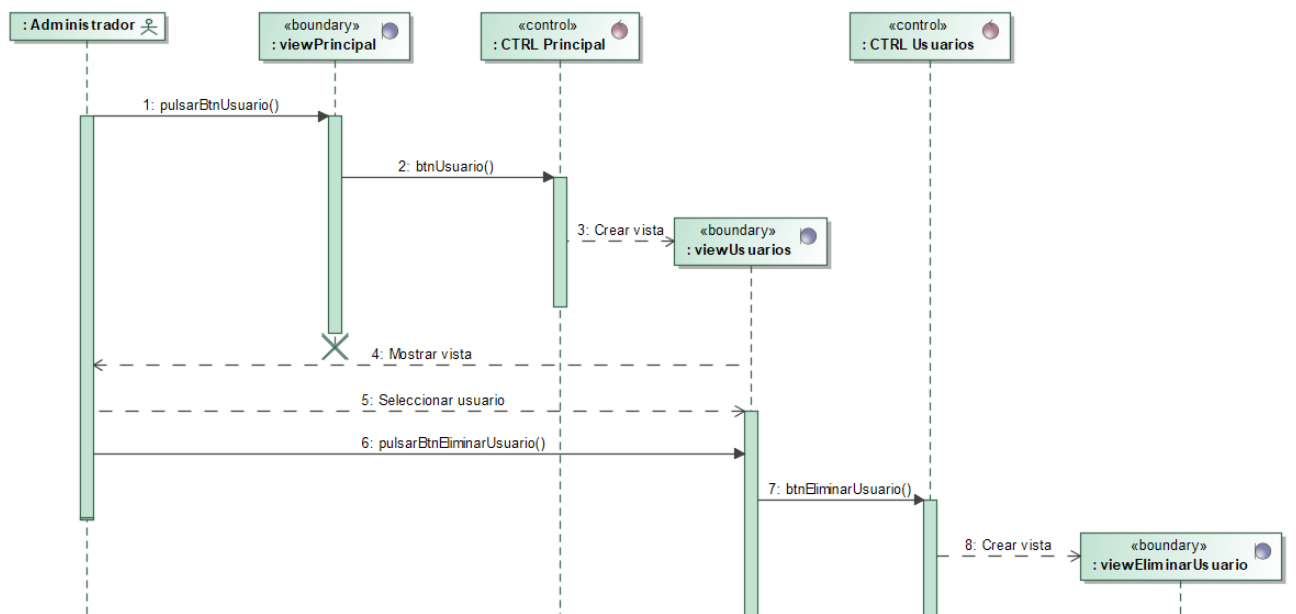 : Administrador
«boundary»
: viewPrincipal
«control»
: CTRL Principal
«control»
: CTRL Usuarios
1: pulsarBtnUsuario()
2: btnUsuario()
3: Crear vista
«boundary»
: viewUsuarios
4: Mostrar vista
5: Seleccionar usuario
6: pulsarBtnEliminarUsuario()
7: btnEliminarUsuario()
8: Crear vista
«boundary»
: viewEliminarUsuario